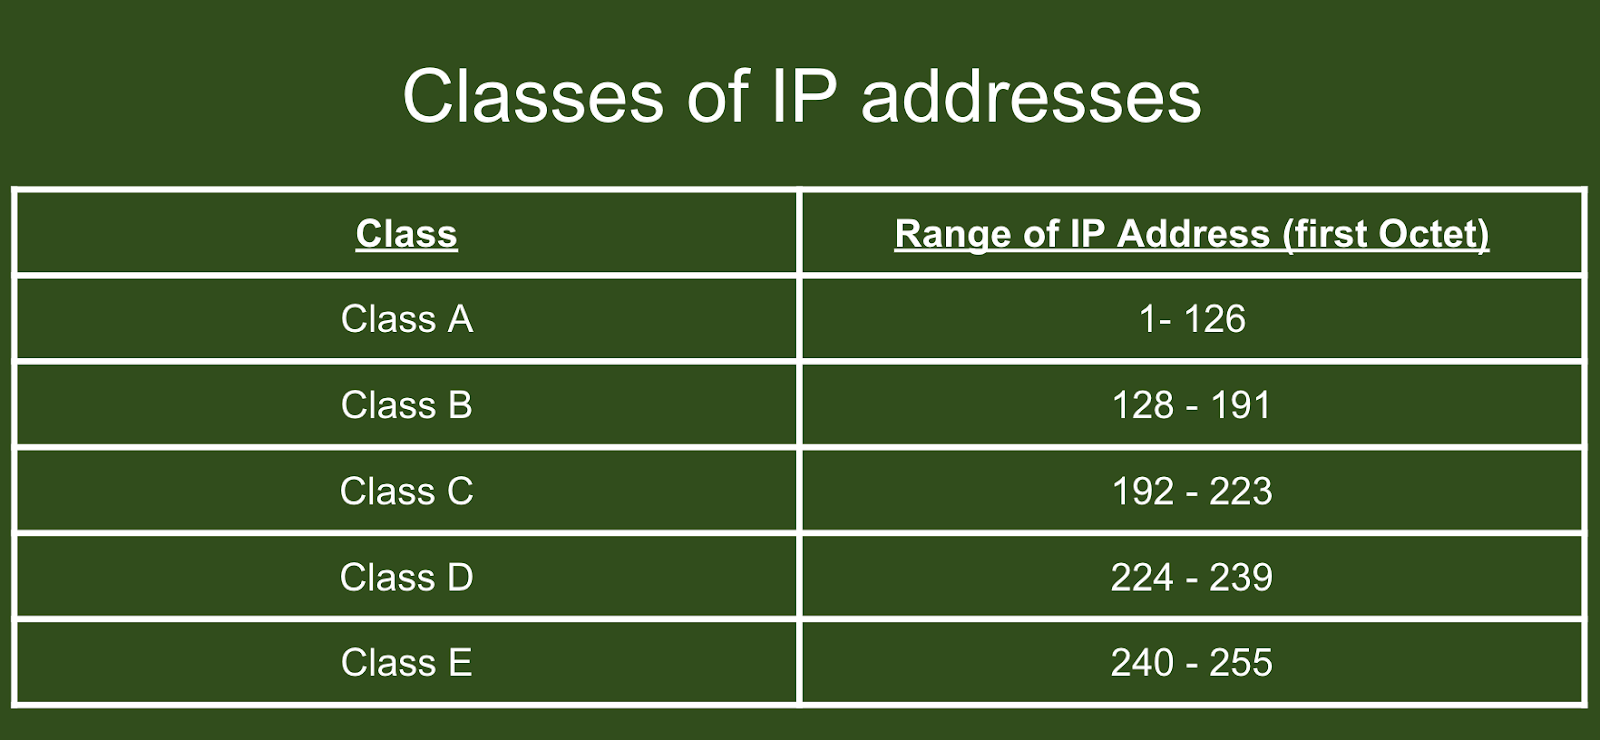 Classes of IP addresses
Class Range of IP Address (first Octet)
Class A 1- 126
Class B 128 - 191
Class C 192 - 223
Class D 224 - 239
Class E 240 - 255